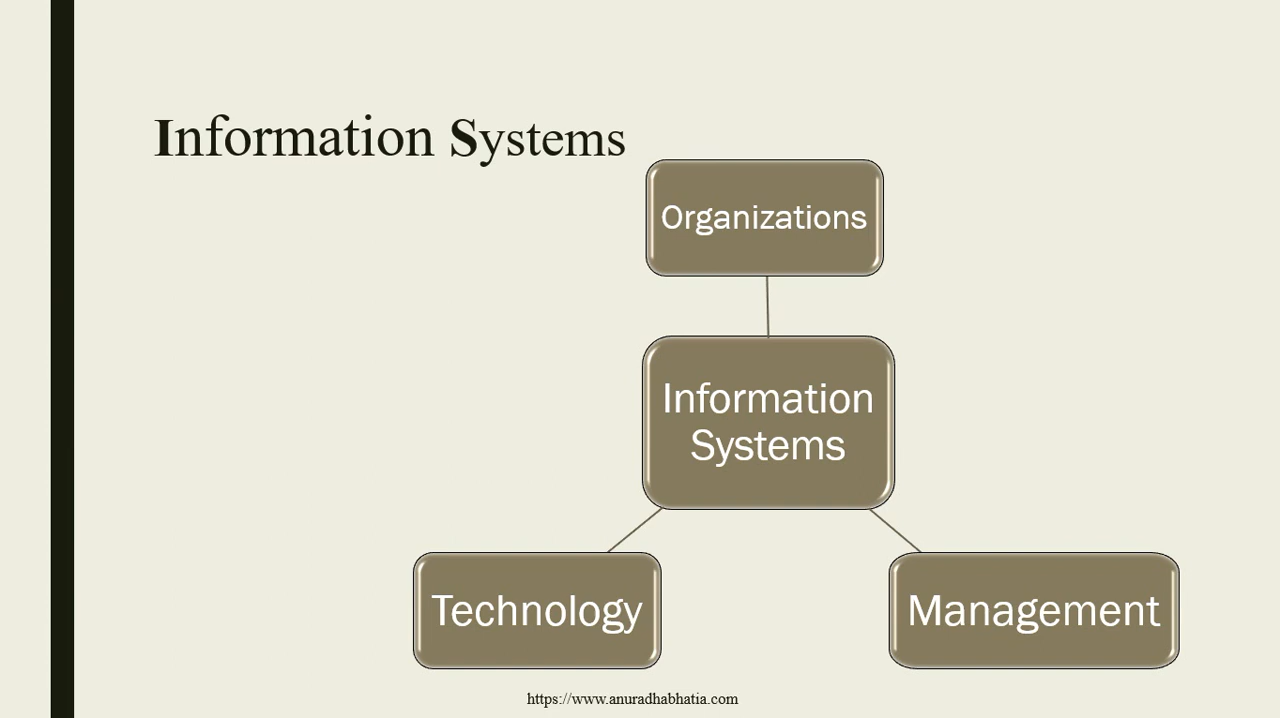 Information Systems
Organizations
Information
Systems
Technology
Management
https://www.anuradhabhatia.com